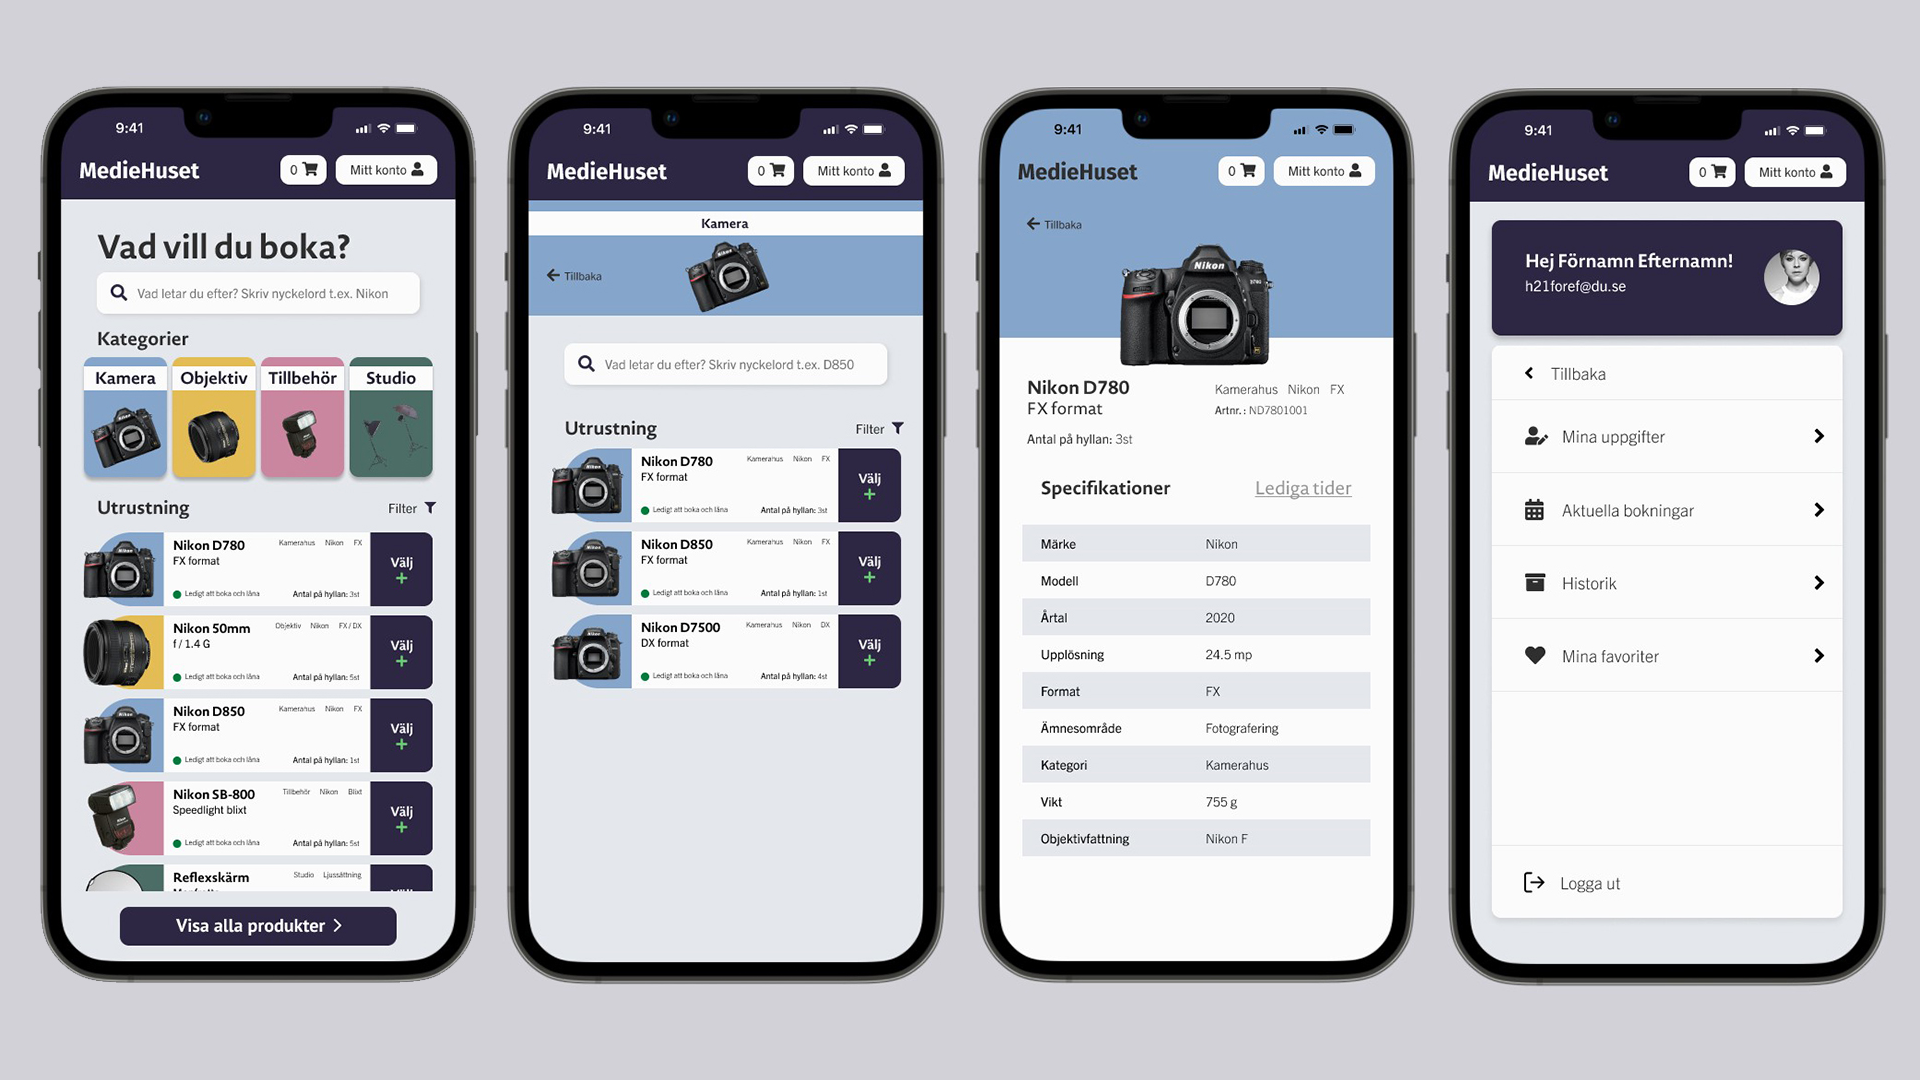 9:41
MedieHuset
0
Mitt konto
Vad vill du boka?
Vad letar du efter? Skriv nyckelord t.ex. Nikon
Kategorier
Kamera
Objektiv
Tillbehör
Studio
Utrustning
Filter
Nikon D780
Kamerahus Nikon FX
FX format
Ledigt att boka och låna
Antal på hyllan: 3st
Välj
+
Nikon 50mm
Objektiv Nikon FX / DX
f / 1.4 G
Ledigt att boka och låna
Antal på hyllan: 5st
Välj
+
Nikon D850
Kamerahus Nikon FX
FX format
Ledigt att boka och låna
Antal på hyllan: 1st
Välj
+
Nikon SB-800
Tillbehör Nikon Blixt
Speedlight blixt
Ledigt att boka och låna
Antal på hyllan: 5st
Välj
+
Reflexskärm
Studio Ljussättning
Visa alla produkter
9:41
MedieHuset
0
Mitt konto
Kamera
Tillbaka
Vad letar du efter? Skriv nyckelord t.ex. D850
Utrustning
Filter
Nikon D780
Kamerahus Nikon FX
FX format
Ledigt att boka och låna
Antal på hyllan: 3st
Välj
+
Nikon D850
Kamerahus Nikon FX
FX format
Ledigt att boka och låna
Antal på hyllan: 1st
Välj
+
Nikon D7500
Kamerahus Nikon DX
DX format
Ledigt att boka och låna
Antal på hyllan: 4st
Välj
+
9:41
MedieHuset
0
Mitt konto
Tillbaka
Nikon
D780
Nikon D780
Kamerahus Nikon FX
FX format
Artnr. : ND7801001
Antal på hyllan: 3st
Specifikationer
Lediga tider
Märke Nikon
Modell D780
Årtal 2020
Upplösning 24.5 mp
Format FX
Ämnesområde Fotografering
Kategori Kamerahus
Vikt 755 g
Objektivfattning Nikon F
9:41
MedieHuset
0
Mitt konto
Hej Förnamn Efternamn!
h21foref@du.se
Tillbaka
Mina uppgifter
Aktuella bokningar
Historik
Mina favoriter
Logga ut